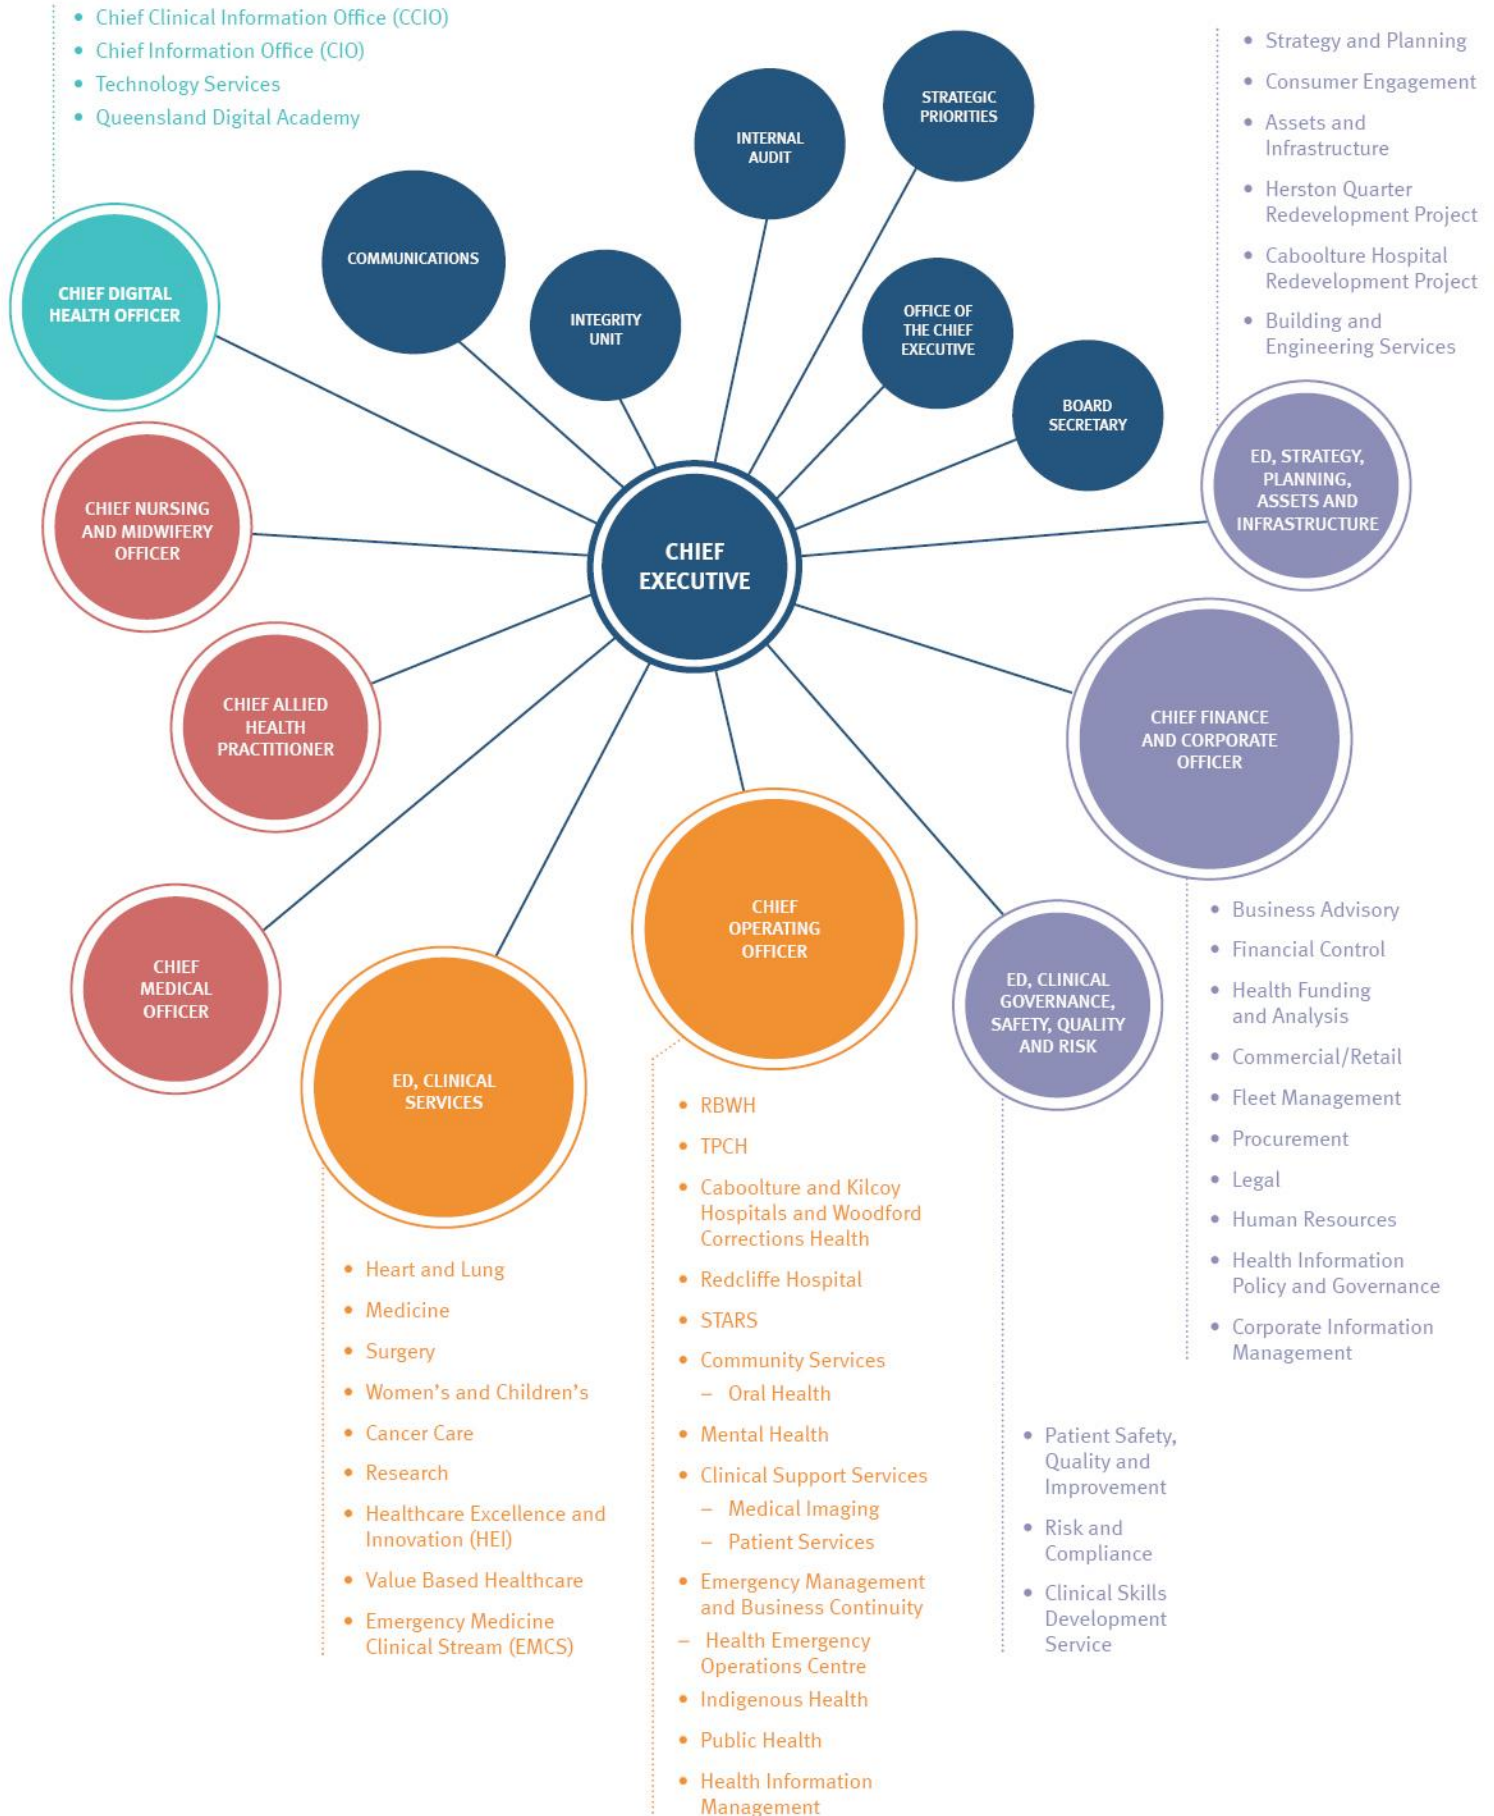 • Chief Clinical Information Office (CCIO)
• Chief Information Office (CIO)
• Technology Services
• Queensland Digital Academy
CHIEF DIGITAL
HEALTH OFFICER
COMMUNICATIONS
INTEGRITY
UNIT
INTERNAL
AUDIT
STRATEGIC
PRIORITIES
OFFICE OF
THE CHIEF
EXECUTIVE
BOARD
SECRETARY
• Strategy and Planning
• Consumer Engagement
• Assets and
Infrastructure
• Herston Quarter
Redevelopment Project
• Caboolture Hospital
Redevelopment Project
• Building and
Engineering Services
ED, STRATEGY,
PLANNING,
ASSETS AND
INFRASTRUCTURE
CHIEF
EXECUTIVE
CHIEF NURSING
AND MIDWIFERY
OFFICER
CHIEF ALLIED
HEALTH
PRACTITIONER
CHIEF
MEDICAL
OFFICER
CHIEF FINANCE
AND CORPORATE
OFFICER
• Business Advisory
• Financial Control
• Health Funding
and Analysis
• Commercial/Retail
• Fleet Management
• Procurement
• Legal
• Human Resources
• Health Information
Policy and Governance
• Corporate Information
Management
ED, CLINICAL
SERVICES
• Heart and Lung
• Medicine
• Surgery
• Women's and Children's
• Cancer Care
• Research
• Healthcare Excellence and
Innovation (HEI)
• Value Based Healthcare
• Emergency Medicine
Clinical Stream (EMCS)
CHIEF
OPERATING
OFFICER
• RBWH
• TPCH
• Caboolture and Kilcoy
Hospitals and Woodford
Corrections Health
• Redcliffe Hospital
• STARS
• Community Services
– Oral Health
• Mental Health
• Clinical Support Services
– Medical Imaging
– Patient Services
• Emergency Management
and Business Continuity
– Health Emergency
Operations Centre
• Indigenous Health
• Public Health
• Health Information
Management
ED, CLINICAL
GOVERNANCE,
SAFETY, QUALITY
AND RISK
• Patient Safety,
Quality and
Improvement
• Risk and
Compliance
• Clinical Skills
Development
Service